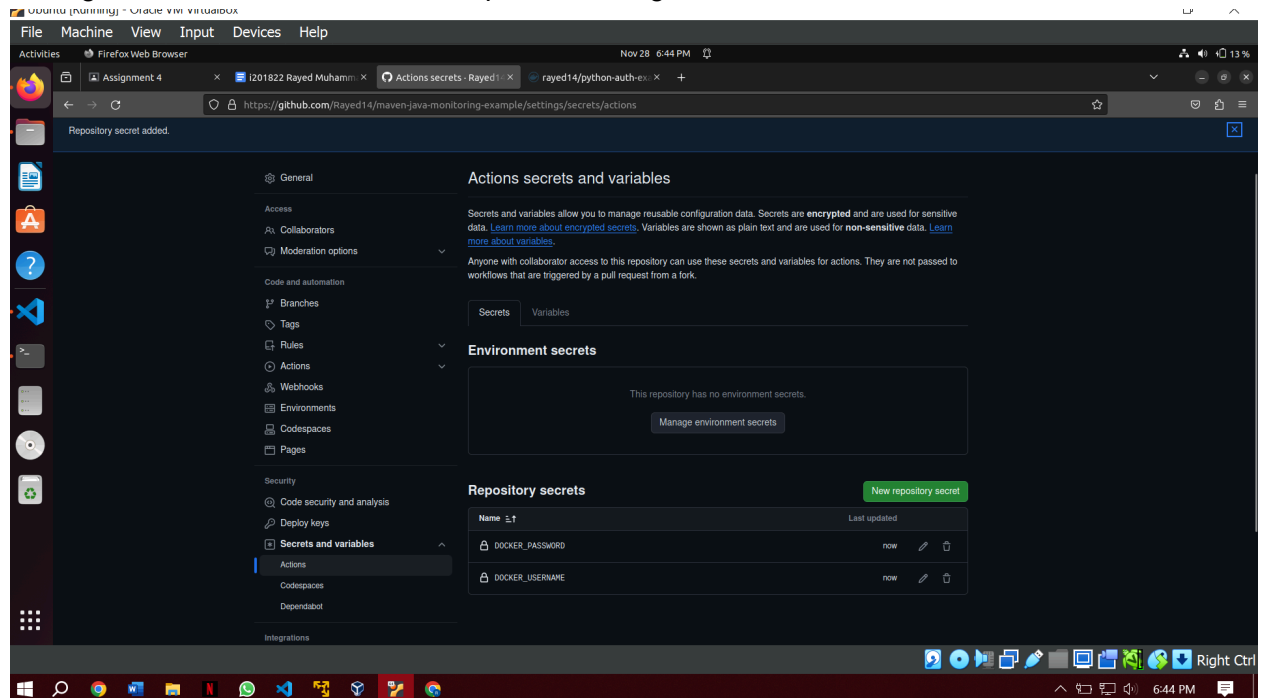 Ubuntu [Running] - Oracle VM VirtualBox
File Machine View Input Devices Help
Activities Firefox Web Browser Nov 28 6:44 PM 13 %
Assignment 4 × i201822 Rayed Muhamm × Actions secrets · Rayed1 × rayed14/python-auth-exa × +
https://github.com/Rayed14/maven-java-monitoring-example/settings/secrets/actions
Repository secret added.
General
Access
Collaborators
Moderation options
Code and automation
Branches
Tags
Rules
Actions
Webhooks
Environments
Codespaces
Pages
Security
Code security and analysis
Deploy keys
Secrets and variables
Actions
Codespaces
Dependabot
Integrations
Actions secrets and variables
Secrets and variables allow you to manage reusable configuration data. Secrets are encrypted and are used for sensitive
data. Learn more about encrypted secrets. Variables are shown as plain text and are used for non-sensitive data. Learn
more about variables.
Anyone with collaborator access to this repository can use these secrets and variables for actions. They are not passed to
workflows that are triggered by a pull request from a fork.
Secrets Variables
Environment secrets
This repository has no environment secrets.
Manage environment secrets
Repository secrets New repository secret
Name Last updated
DOCKER_PASSWORD now
DOCKER_USERNAME now
Right Ctrl
6:44 PM